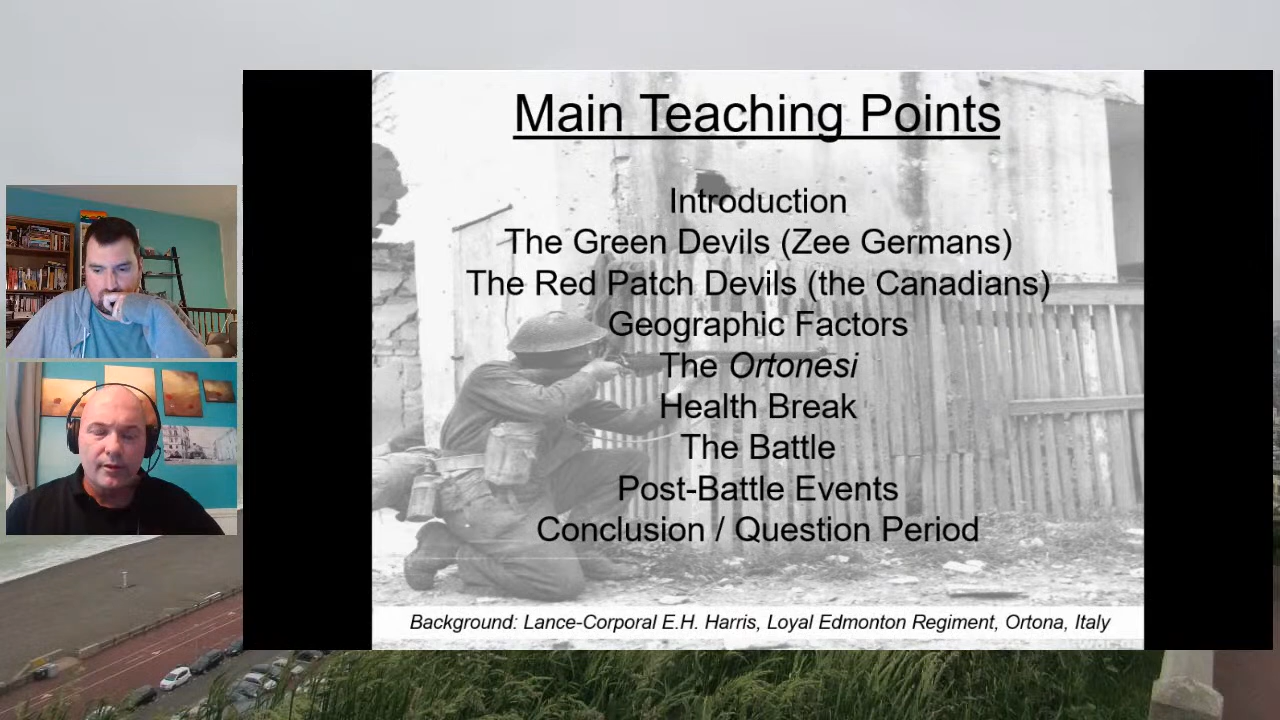 Main Teaching Points
Introduction
The Green Devils (Zee Germans)
The Red Patch Devils (the Canadians)
Geographic Factors
The Ortonesi
Health Break
The Battle
Post-Battle Events
Conclusion / Question Period
Background: Lance-Corporal E.H. Harris, Loyal Edmonton Regiment, Ortona, Italy